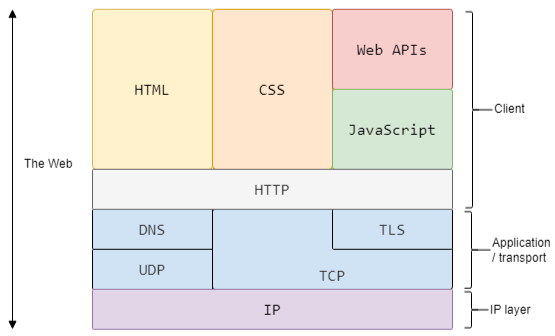 The Web
HTML
CSS
Web APIs
JavaScript
HTTP
DNS
TLS
UDP
TCP
IP
Client
Application
/ transport
IP layer